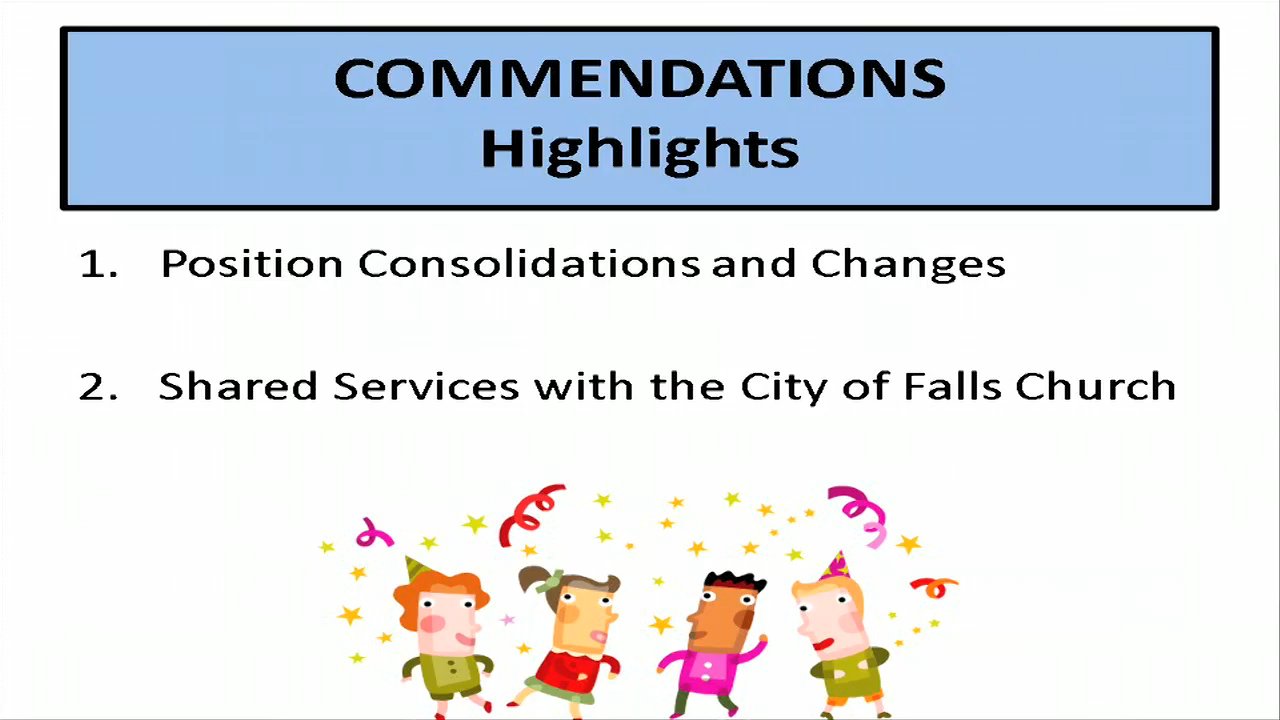 COMMENDATIONS
Highlights
1. Position Consolidations and Changes
2. Shared Services with the City of Falls Church